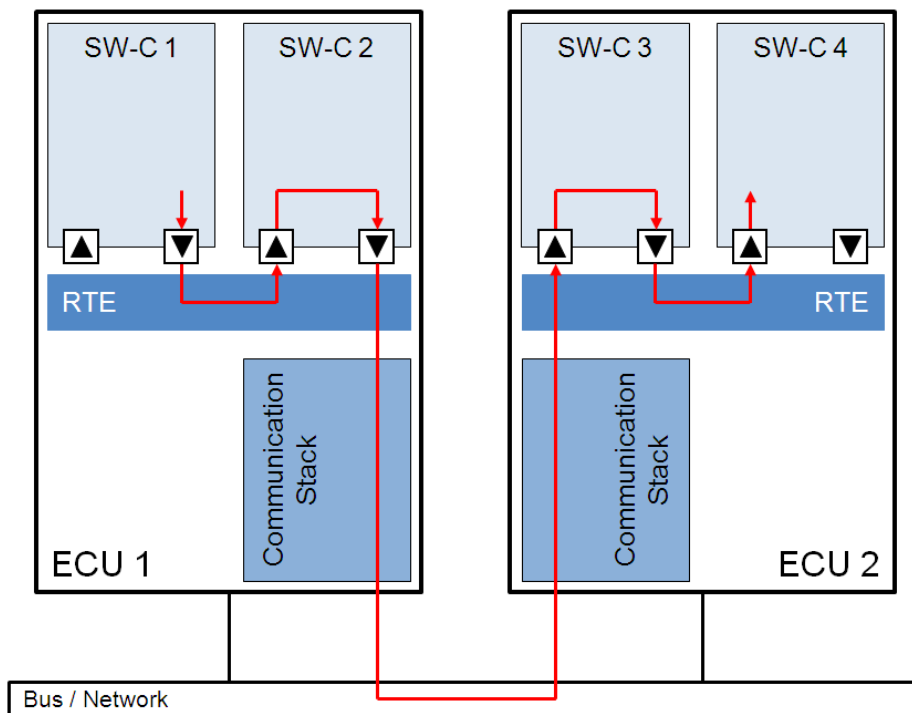 SW-C 1
SW-C 2
RTE
Communication
Stack
ECU 1
SW-C 3
SW-C 4
RTE
Communication
Stack
ECU 2
Bus / Network